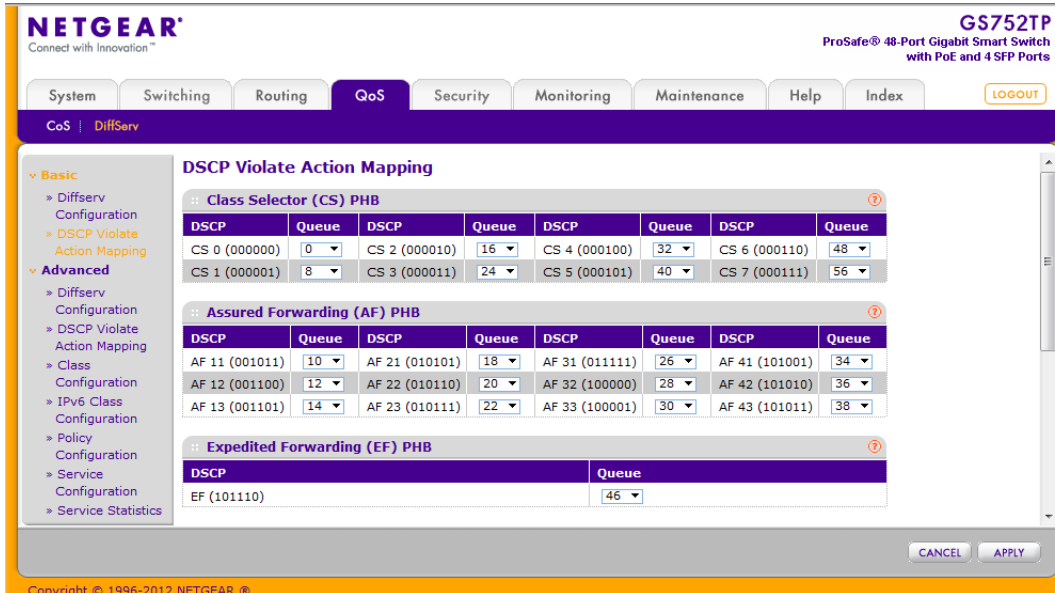 NETGEAR®
Connect with Innovation™
GS752TP
ProSafe® 48-Port Gigabit Smart Switch
with PoE and 4 SFP Ports
System Switching Routing QoS Security Monitoring Maintenance Help Index LOGOUT
CoS | DiffServ
Basic
» Diffserv
Configuration
» DSCP Violate
Action Mapping
Advanced
» Diffserv
Configuration
» DSCP Violate
Action Mapping
» Class
Configuration
» IPv6 Class
Configuration
» Policy
Configuration
» Service
Configuration
» Service Statistics
DSCP Violate Action Mapping
:: Class Selector (CS) PHB ?
DSCP Queue DSCP Queue DSCP Queue DSCP Queue
CS 0 (000000) 0 CS 2 (000010) 16 CS 4 (000100) 32 CS 6 (000110) 48
CS 1 (000001) 8 CS 3 (000011) 24 CS 5 (000101) 40 CS 7 (000111) 56
:: Assured Forwarding (AF) PHB ?
DSCP Queue DSCP Queue DSCP Queue DSCP Queue
AF 11 (001011) 10 AF 21 (010101) 18 AF 31 (011111) 26 AF 41 (101001) 34
AF 12 (001100) 12 AF 22 (010110) 20 AF 32 (100000) 28 AF 42 (101010) 36
AF 13 (001101) 14 AF 23 (010111) 22 AF 33 (100001) 30 AF 43 (101011) 38
:: Expedited Forwarding (EF) PHB ?
DSCP Queue
EF (101110) 46
CANCEL APPLY
Copyright © 1996-2012 NETGEAR ®